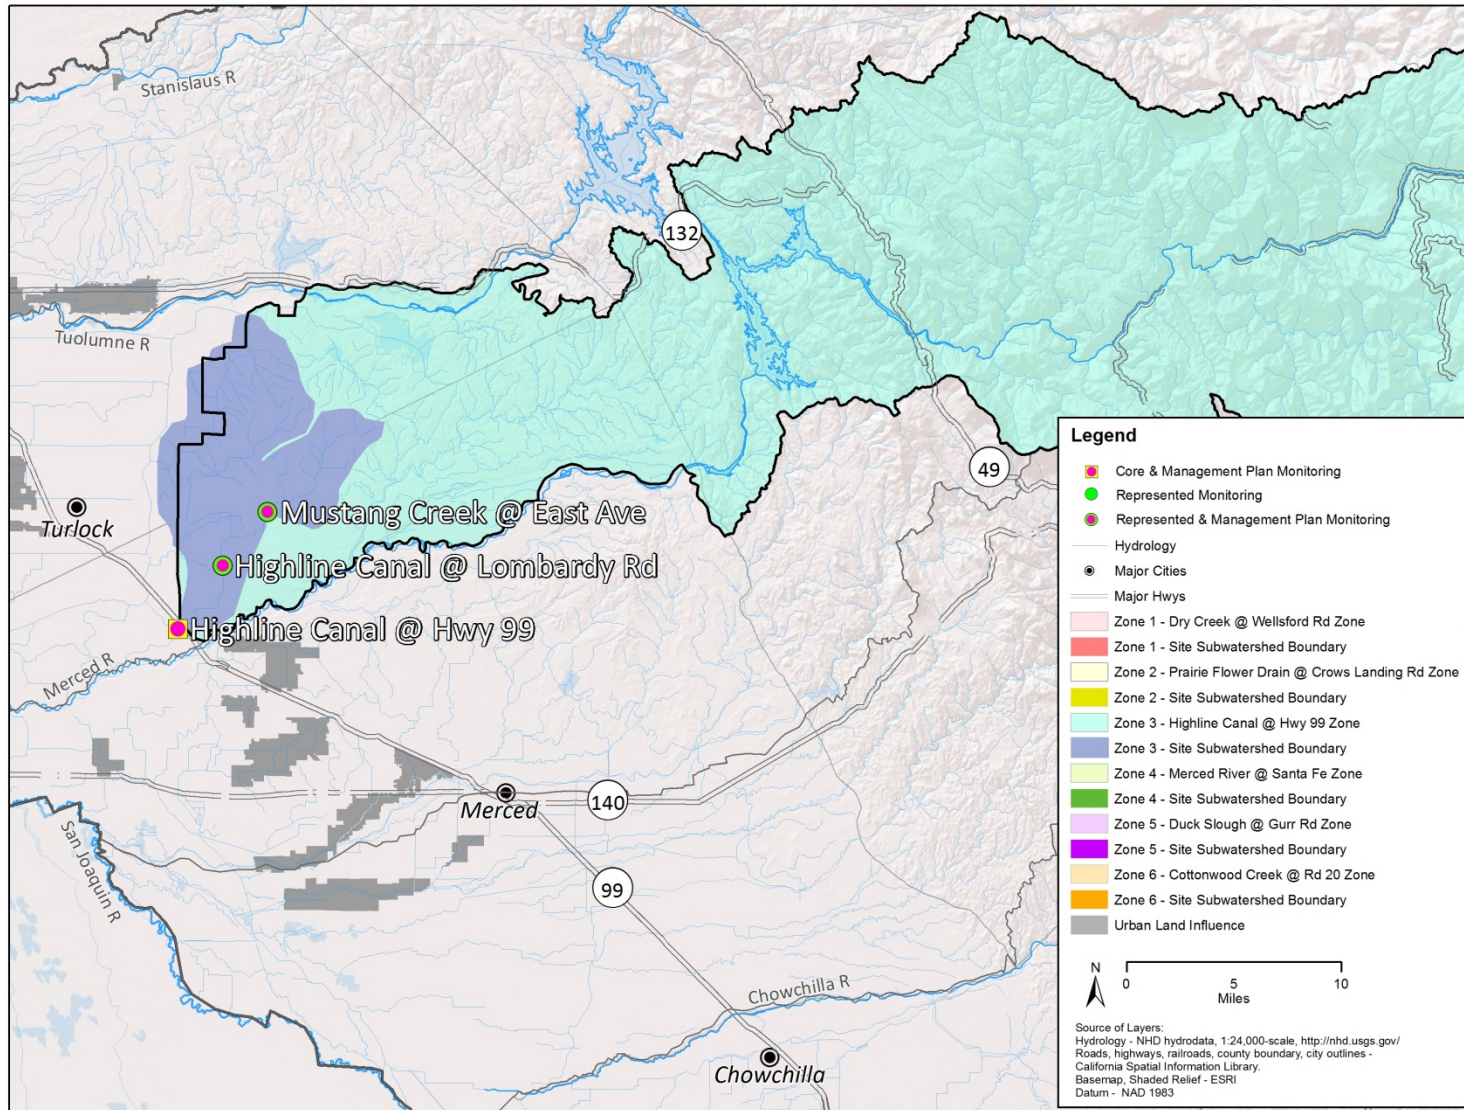 Stanislaus R
132
Tuolumne R
49
Turlock
Mustang Creek @ East Ave
Highline Canal @ Lombardy Rd
Highline Canal @ Hwy 99
Merced R
Merced
140
San Joaquin R
99
Chowchilla R
Chowchilla
Legend
Core & Management Plan Monitoring
Represented Monitoring
Represented & Management Plan Monitoring
Hydrology
Major Cities
Major Hwys
Zone 1 - Dry Creek @ Wellsford Rd Zone
Zone 1 - Site Subwatershed Boundary
Zone 2 - Prairie Flower Drain @ Crows Landing Rd Zone
Zone 2 - Site Subwatershed Boundary
Zone 3 - Highline Canal @ Hwy 99 Zone
Zone 3 - Site Subwatershed Boundary
Zone 4 - Merced River @ Santa Fe Zone
Zone 4 - Site Subwatershed Boundary
Zone 5 - Duck Slough @ Gurr Rd Zone
Zone 5 - Site Subwatershed Boundary
Zone 6 - Cottonwood Creek @ Rd 20 Zone
Zone 6 - Site Subwatershed Boundary
Urban Land Influence
N
0 5 10
Miles
Source of Layers:
Hydrology - NHD hydrodata, 1:24,000-scale, http://nhd.usgs.gov/
Roads, highways, railroads, county boundary, city outlines -
California Spatial Information Library.
Basemap, Shaded Relief - ESRI
Datum - NAD 1983